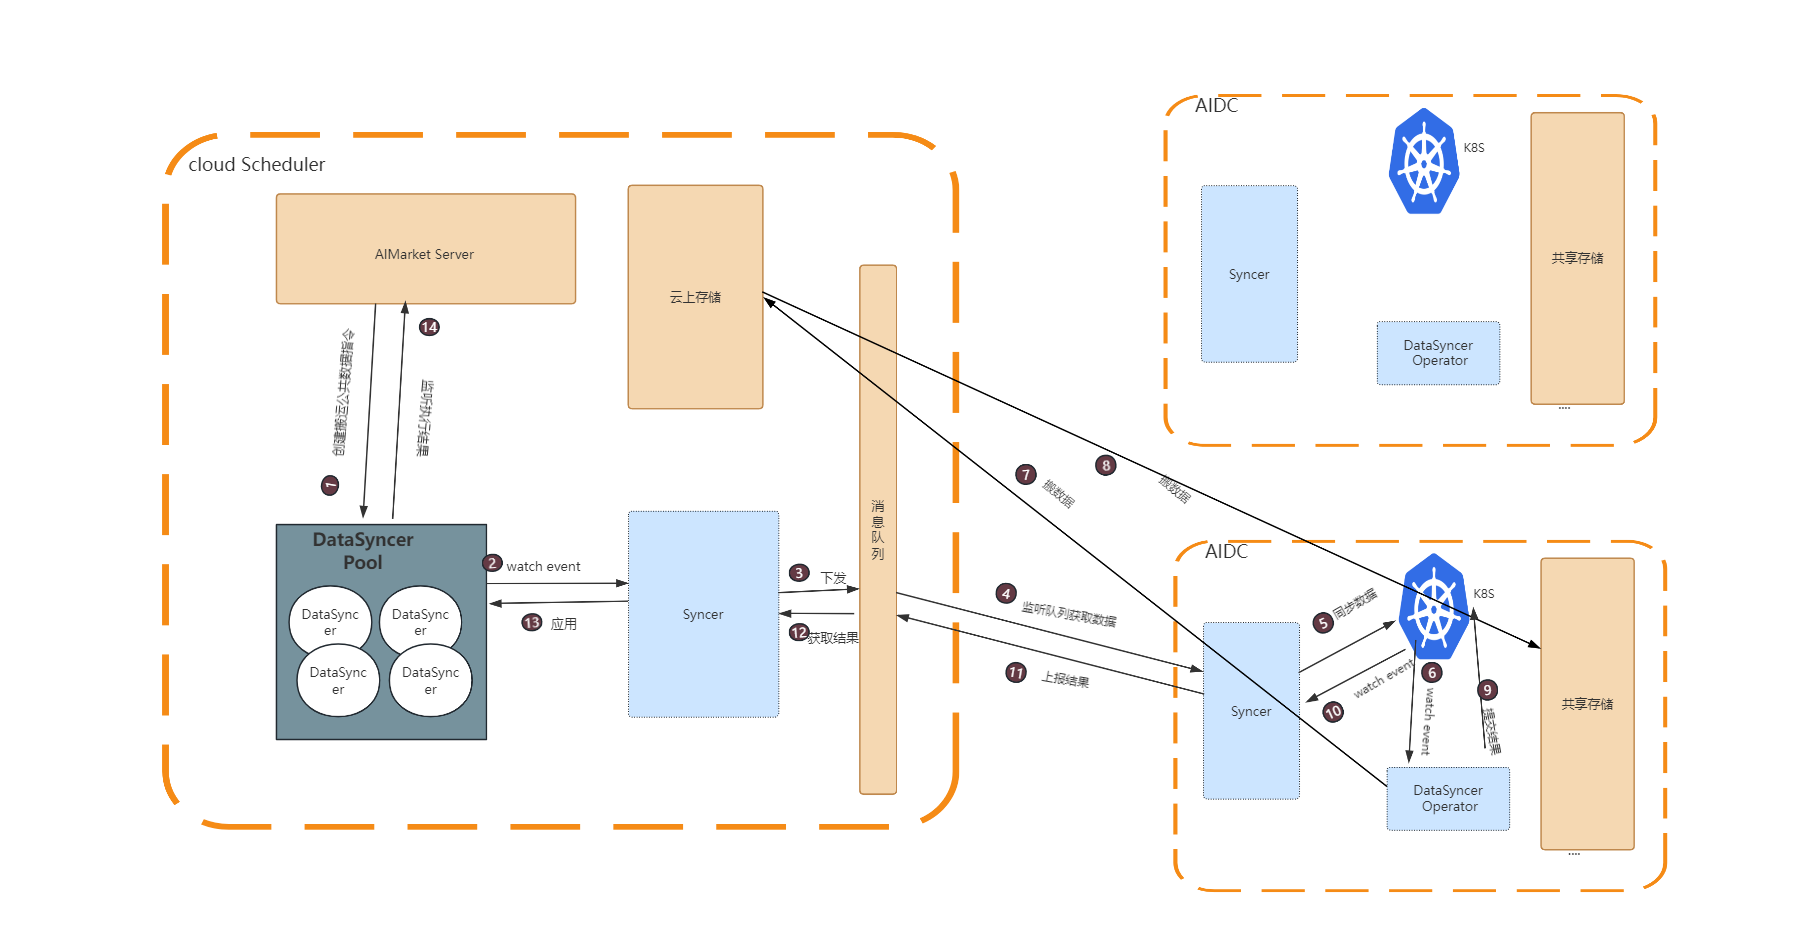 cloud Scheduler
AIMarket Server
云上存储
14
创建搬运公共数据指令
监听执行结果
1
消
息
队
列
DataSyncer
Pool
DataSync
er
DataSync
er
DataSync
er
DataSync
er
2
watch event
13
应用
Syncer
3
下发
12
获取结果
4
监听队列获取数据
11
上报结果
7
搬数据
8
搬数据
AIDC
K8S
Syncer
DataSyncer
Operator
共享存储
....
AIDC
K8S
5
同步数据
10
watch event
6
watch event
9
提交结果
Syncer
DataSyncer
Operator
共享存储
....